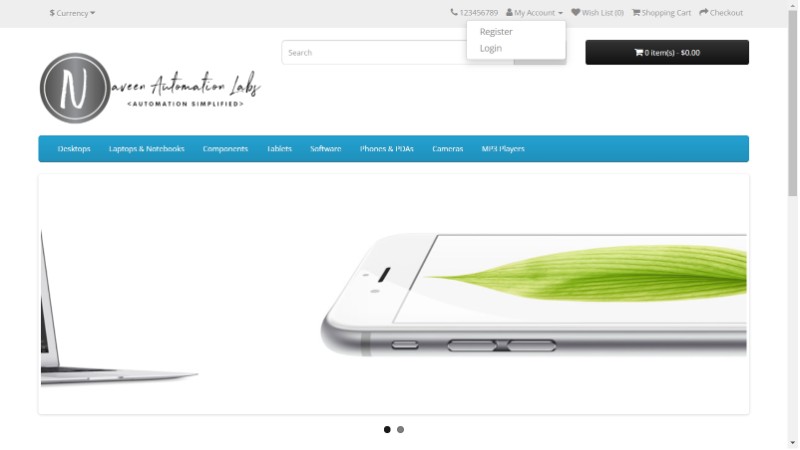 $ Currency 123456789 My Account Wish List (0) Shopping Cart Checkout
Register
Login
Search
0 item(s) - $0.00
Naveen Automation Labs
<AUTOMATION SIMPLIFIED>
Desktops Laptops & Notebooks Components Tablets Software Phones & PDAs Cameras MP3 Players